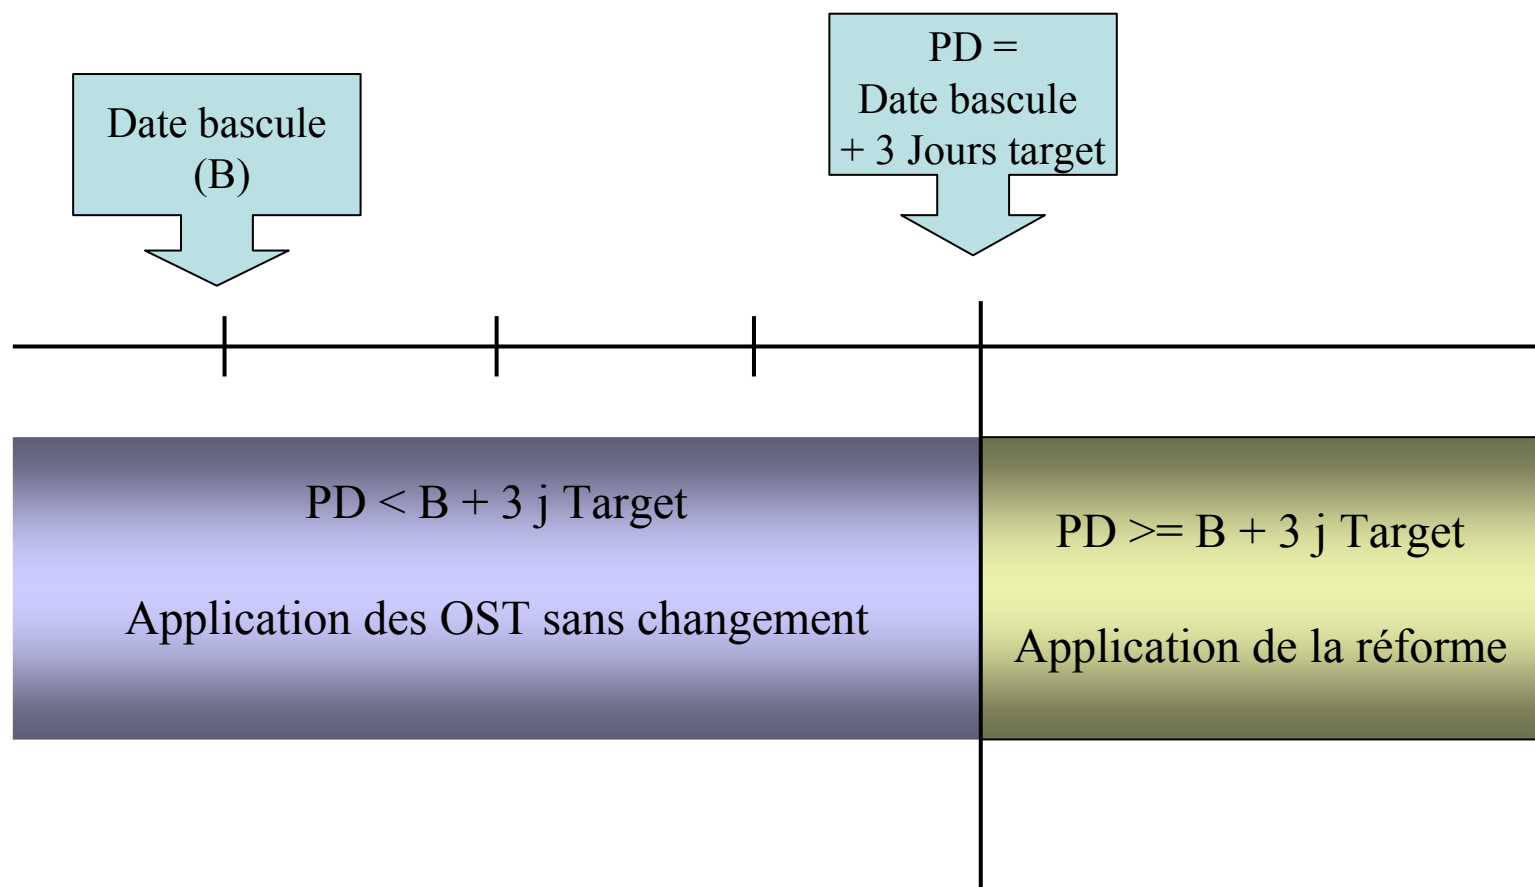 Date bascule
(B)
PD =
Date bascule
+ 3 Jours target
PD < B + 3 j Target
Application des OST sans changement
PD >= B + 3 j Target
Application de la réforme